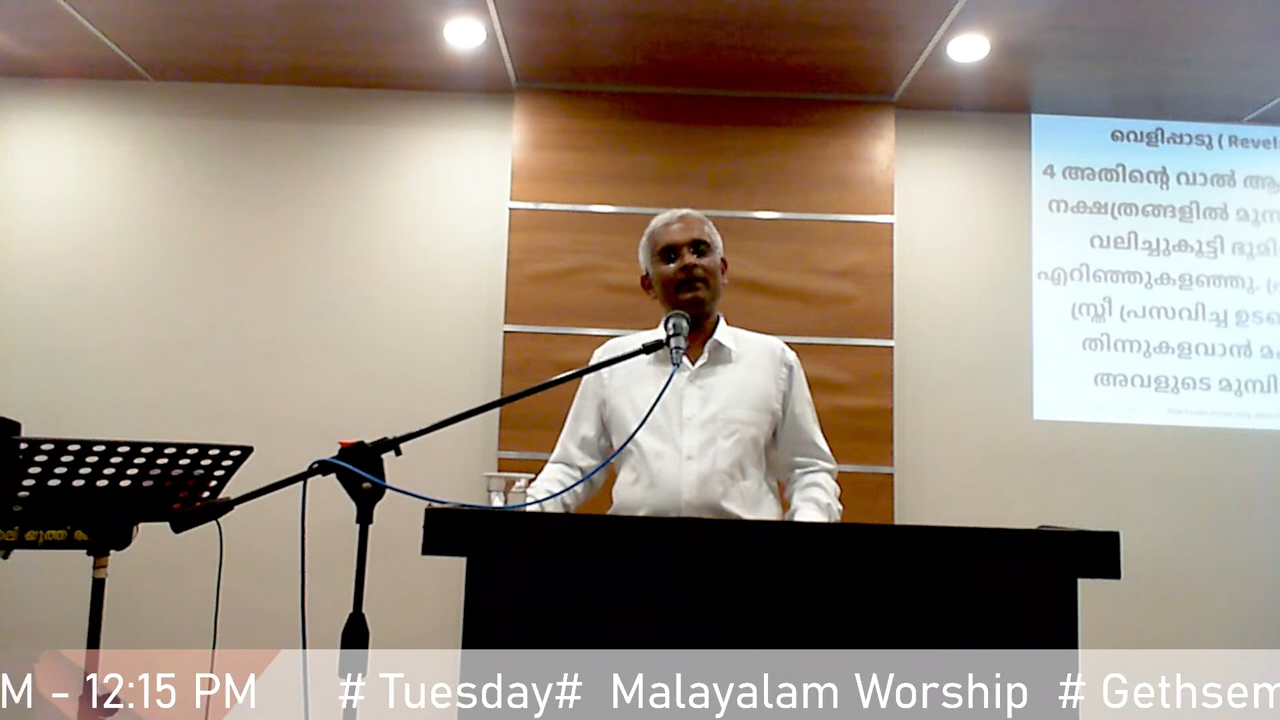 വെളിപ്പാടു ( Revel
4 അതിന്റെ വാൽ ആ
നക്ഷത്രങ്ങളിൽ മൂന്ന
വലിച്ചുകൂട്ടി ഭൂമി
എറിഞ്ഞുകളഞ്ഞു.
സ്ത്രീ പ്രസവിച്ച ഉടനെ
തിന്നുകളവാൻ മ
അവളുടെ മുമ്പി
M - 12:15 PM # Tuesday# Malayalam Worship # Gethsem